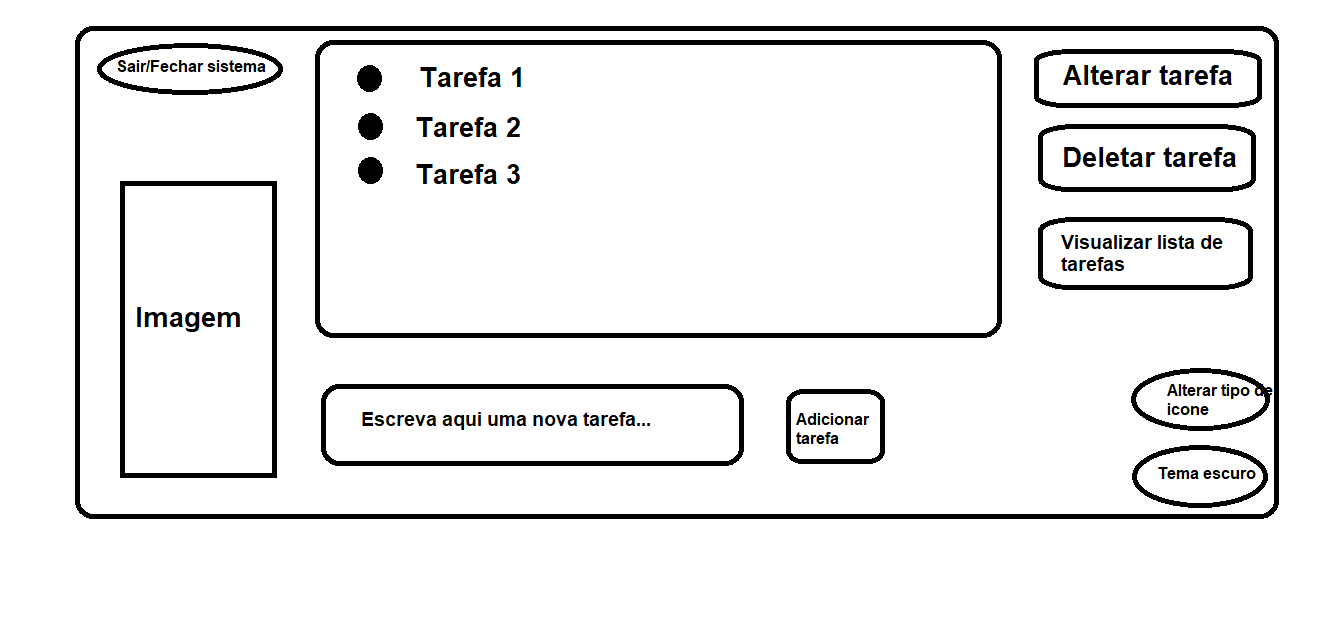 Sair/Fechar sistema
Tarefa 1
Tarefa 2
Tarefa 3
Alterar tarefa
Deletar tarefa
Visualizar lista de
tarefas
Imagem
Escreva aqui uma nova tarefa...
Adicionar
tarefa
Alterar tipo de
icone
Tema escuro